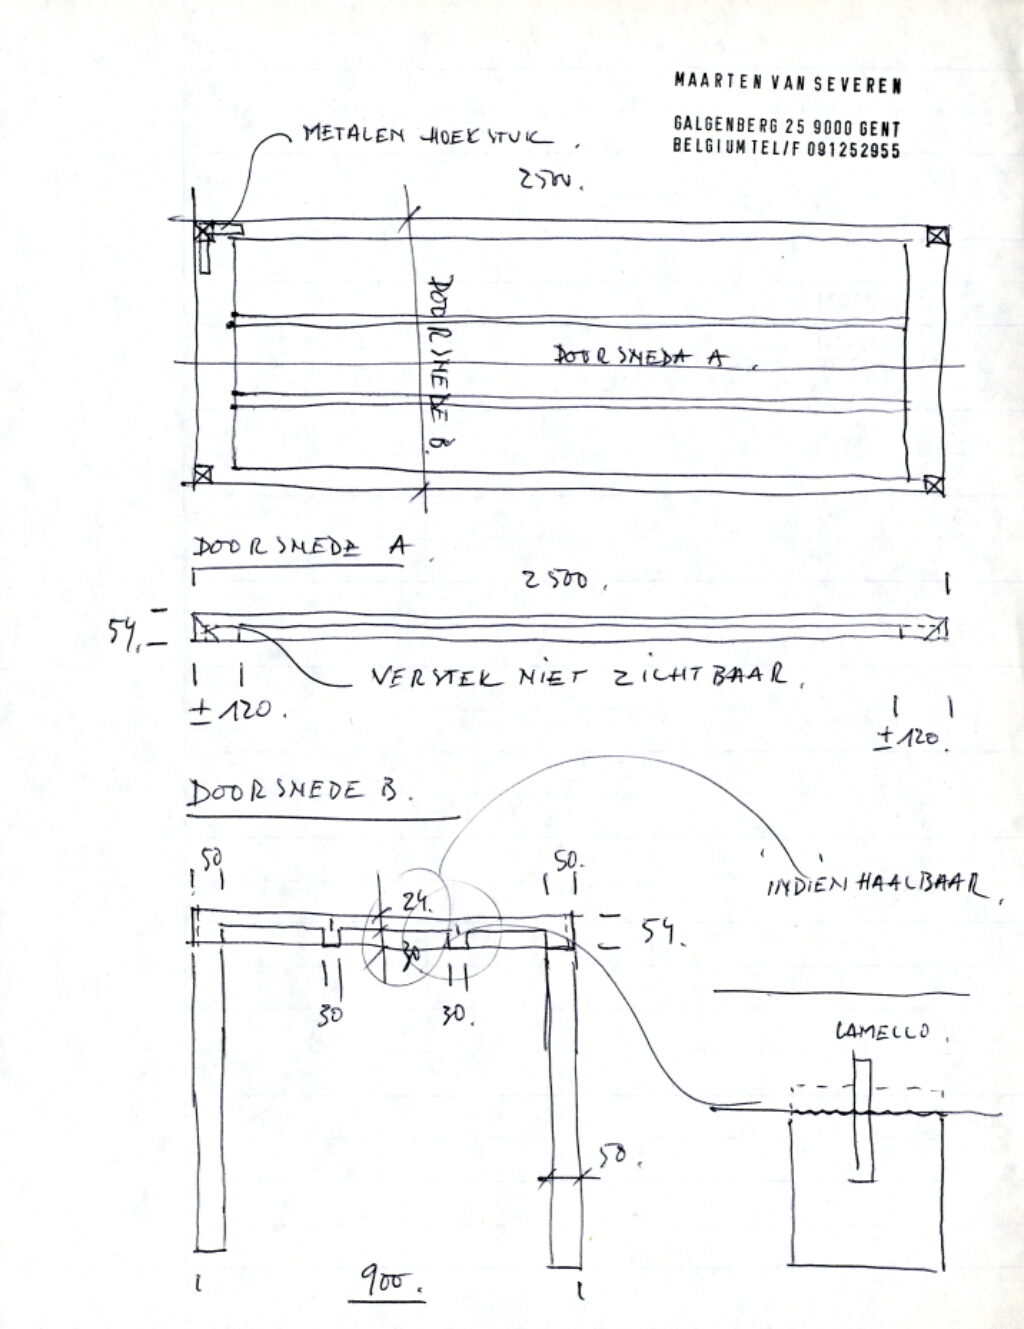 MAARTEN VAN SEVEREN
GALGENBERG 25 9000 GENT
BELGIUM TEL/F 091252955
METALEN HOEKSTUK.
2500.
DOORSNEDE B.
DOORSNEDA A.
DOORSNEDE A.
2500.
54.
VERSTEK NIET ZICHTBAAR.
± 120.
± 120.
DOORSNEDE B.
50
50.
INDIEN HAALBAAR.
24.
54.
30
30
30.
LAMELLO.
50.
900.